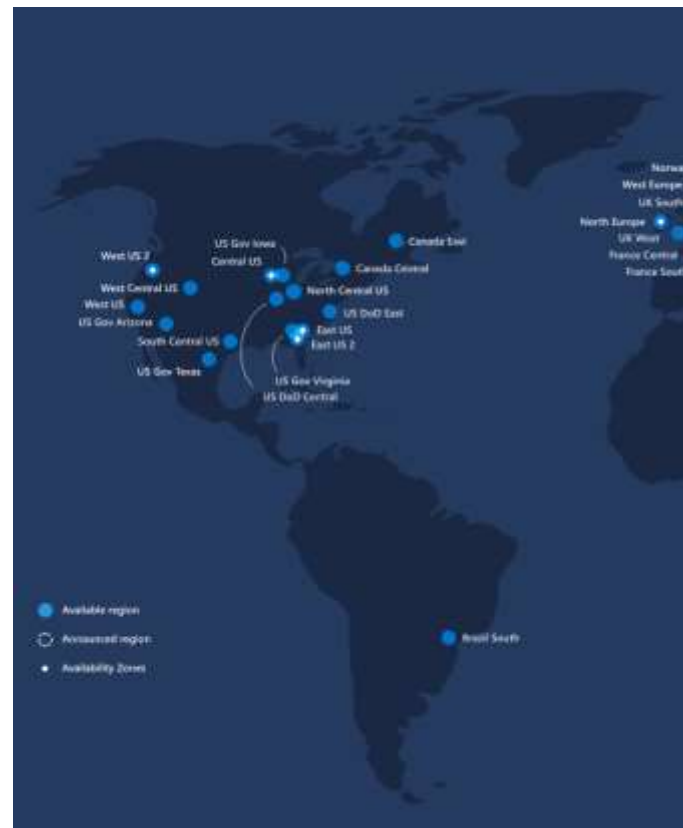 Norwa
West Europe
UK South
North Europe
UK West
France Central
France South
Canada East
US Gov Iowa
Central US
West US 2
Canada Central
West Central US
North Central US
West US
US DoD East
US Gov Arizona
East US
South Central US
East US 2
US Gov Texas
US Gov Virginia
US DoD Central
Available region
Announced region
Availability Zones
Brazil South